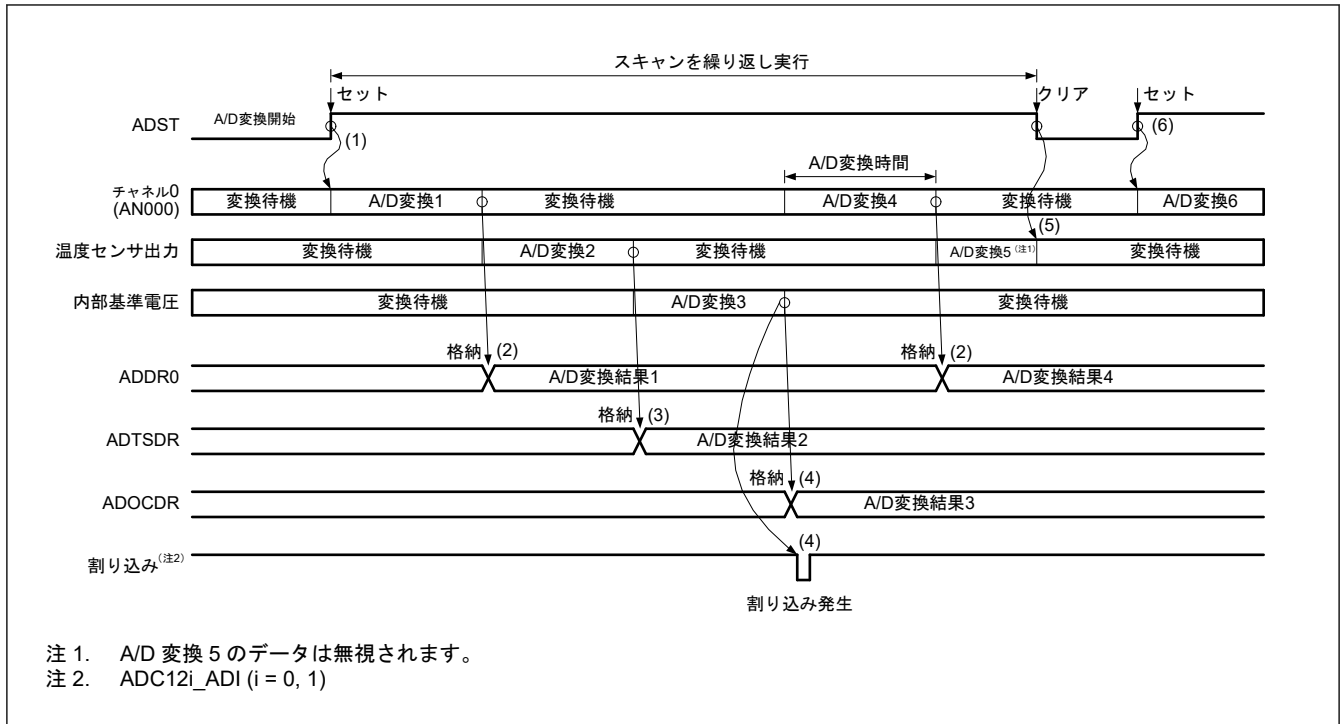 スキャンを繰り返し実行
セット
クリア
セット
ADST
A/D変換開始
(1)
(6)
A/D変換時間
チャネル0
(AN000)
変換待機
A/D変換1
変換待機
A/D変換4
変換待機
A/D変換6
(5)
温度センサ出力
変換待機
A/D変換2
変換待機
A/D変換5(注1)
変換待機
内部基準電圧
変換待機
A/D変換3
変換待機
格納 (2)
格納 (2)
ADDR0
A/D変換結果1
A/D変換結果4
格納 (3)
ADTSDR
A/D変換結果2
格納 (4)
ADOCDR
A/D変換結果3
(4)
割り込み(注2)
割り込み発生
注 1. A/D 変換 5 のデータは無視されます。
注 2. ADC12i_ADI (i = 0, 1)